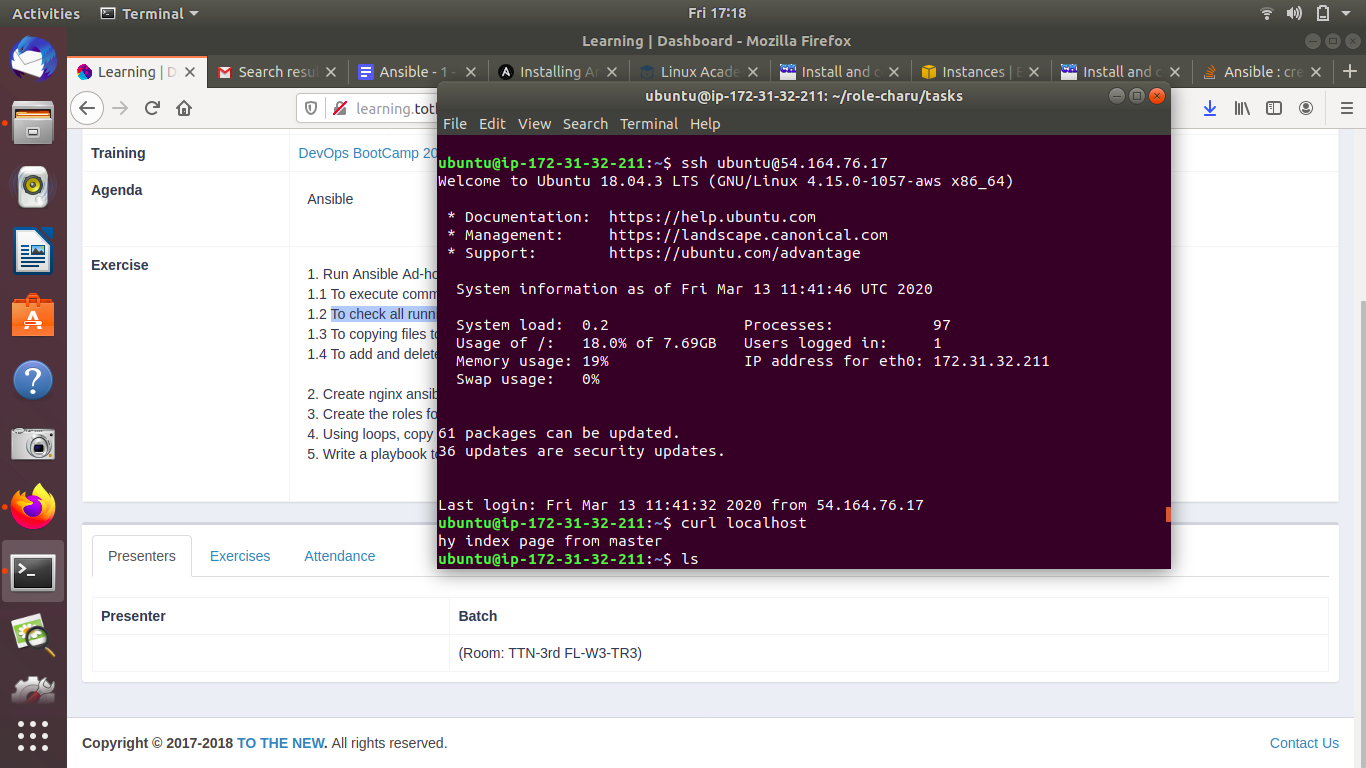 Activities Terminal Fri 17:18
Learning | Dashboard - Mozilla Firefox
Learning | D Search resu Ansible - 1 - Installing An Linux Acade Install and c Instances | E Install and c Ansible : cre
learning.tot
ubuntu@ip-172-31-32-211: ~/role-charu/tasks
File Edit View Search Terminal Help
Training DevOps BootCamp 20
Agenda
Ansible
Exercise
1. Run Ansible Ad-ho
1.1 To execute comm
1.2 To check all runni
1.3 To copying files to
1.4 To add and delete
2. Create nginx ansib
3. Create the roles fo
4. Using loops, copy
5. Write a playbook to
ubuntu@ip-172-31-32-211:~$ ssh ubuntu@54.164.76.17
Welcome to Ubuntu 18.04.3 LTS (GNU/Linux 4.15.0-1057-aws x86_64)
* Documentation: https://help.ubuntu.com
* Management: https://landscape.canonical.com
* Support: https://ubuntu.com/advantage
System information as of Fri Mar 13 11:41:46 UTC 2020
System load: 0.2 Processes: 97
Usage of /: 18.0% of 7.69GB Users logged in: 1
Memory usage: 19% IP address for eth0: 172.31.32.211
Swap usage: 0%
61 packages can be updated.
36 updates are security updates.
Last login: Fri Mar 13 11:41:32 2020 from 54.164.76.17
ubuntu@ip-172-31-32-211:~$ curl localhost
hy index page from master
ubuntu@ip-172-31-32-211:~$ ls
Presenters Exercises Attendance
Presenter Batch
(Room: TTN-3rd FL-W3-TR3)
Copyright © 2017-2018 TO THE NEW. All rights reserved. Contact Us